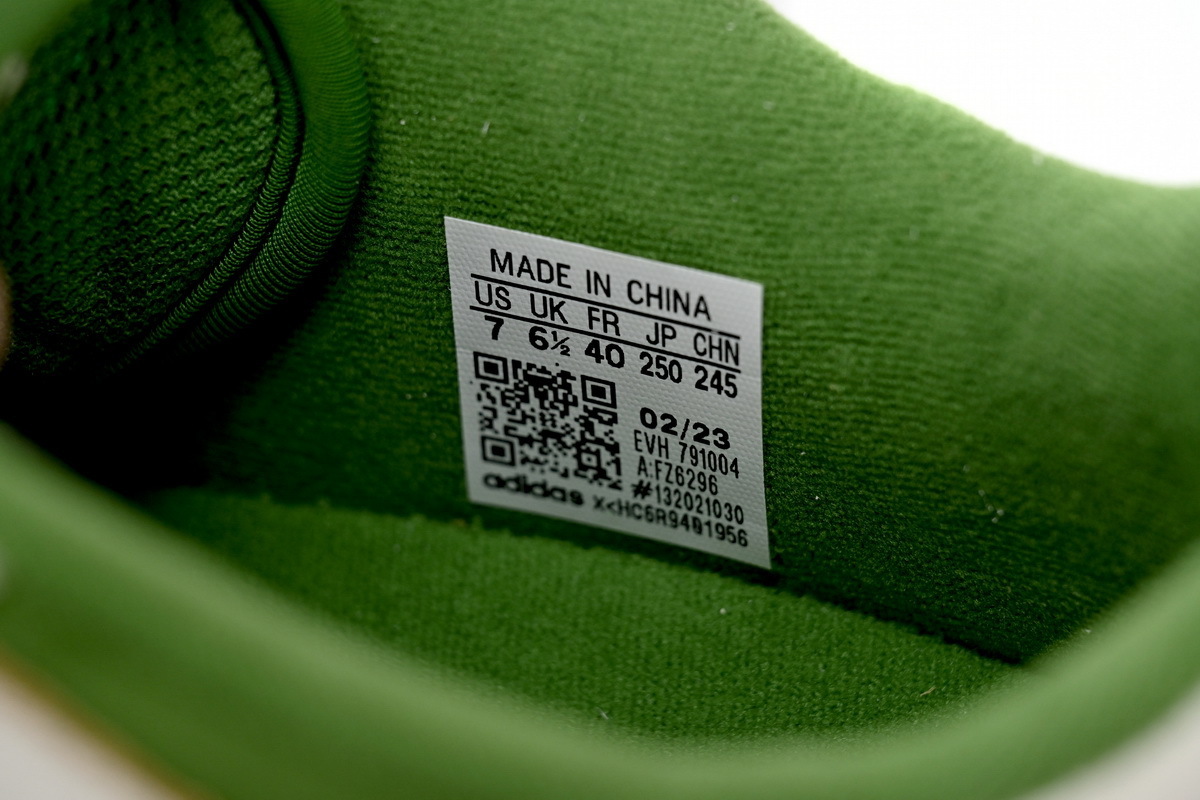 MADE IN CHINA
US UK FR JP CHN
7 6½ 40 250 245
02/23
EVH 791004
A:FZ6296
#132021030
adidas X<HC6R9401956